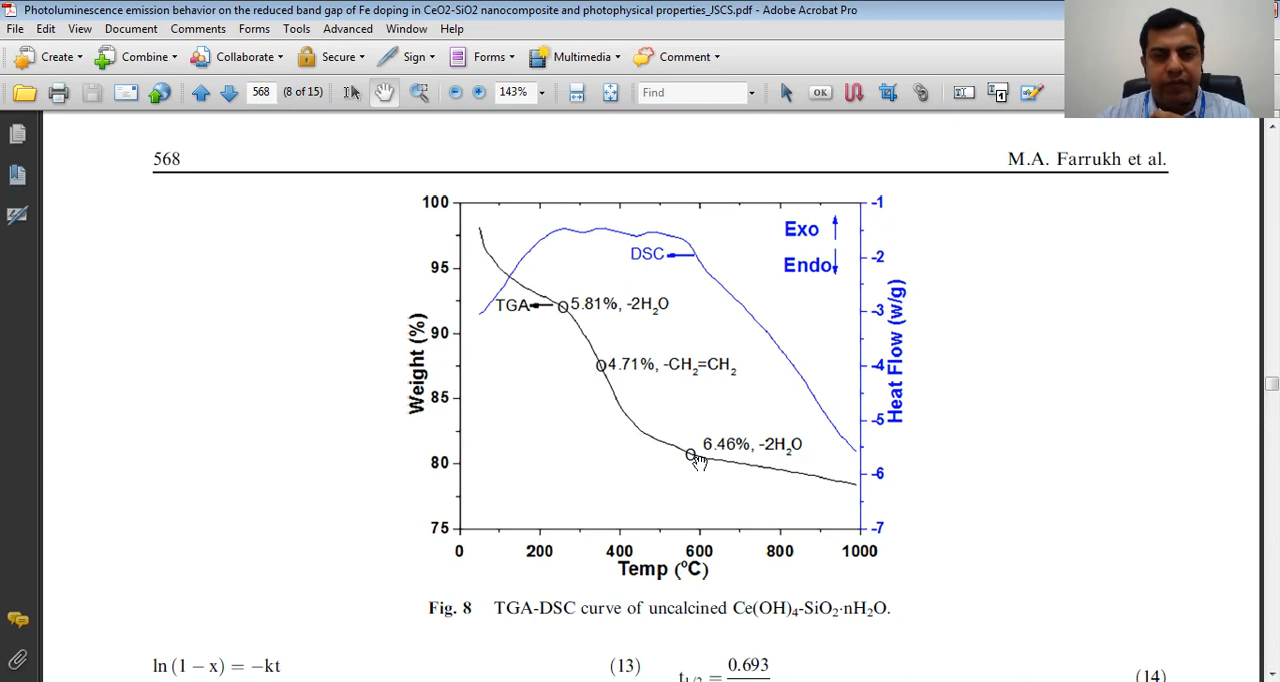 Photoluminescence emission behavior on the reduced band gap of Fe doping in CeO2-SiO2 nanocomposite and photophysical properties_JSCS.pdf - Adobe Acrobat Pro
File Edit View Document Comments Forms Tools Advanced Window Help
Create Combine Collaborate Secure Sign Forms Multimedia Comment
568 (8 of 15) 143% Find OK
568 M.A. Farrukh et al.
100 -1
Exo
DSC -2
Endo
95
TGA 5.81%, -2H2O -3
90
4.71%, -CH2=CH2 -4
85
-5
6.46%, -2H2O
80 -6
75 -7
Weight (%)
Heat Flow (w/g)
0 200 400 600 800 1000
Temp (ºC)
Fig. 8 TGA-DSC curve of uncalcined Ce(OH)4-SiO2·nH2O.
ln (1 − x) = −kt (13)
t1/2 = 0.693 (14)